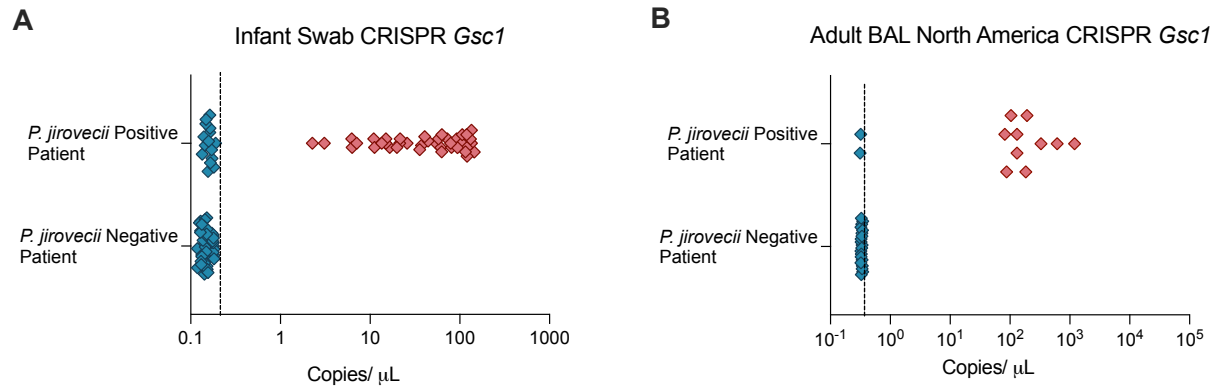 A
Infant Swab CRISPR Gsc1
P. jirovecii Positive
Patient
P. jirovecii Negative
Patient
0.1 1 10 100 1000
Copies/ μL
B
Adult BAL North America CRISPR Gsc1
P. jirovecii Positive
Patient
P. jirovecii Negative
Patient
10⁻¹ 10⁰ 10¹ 10² 10³ 10⁴ 10⁵
Copies/ μL